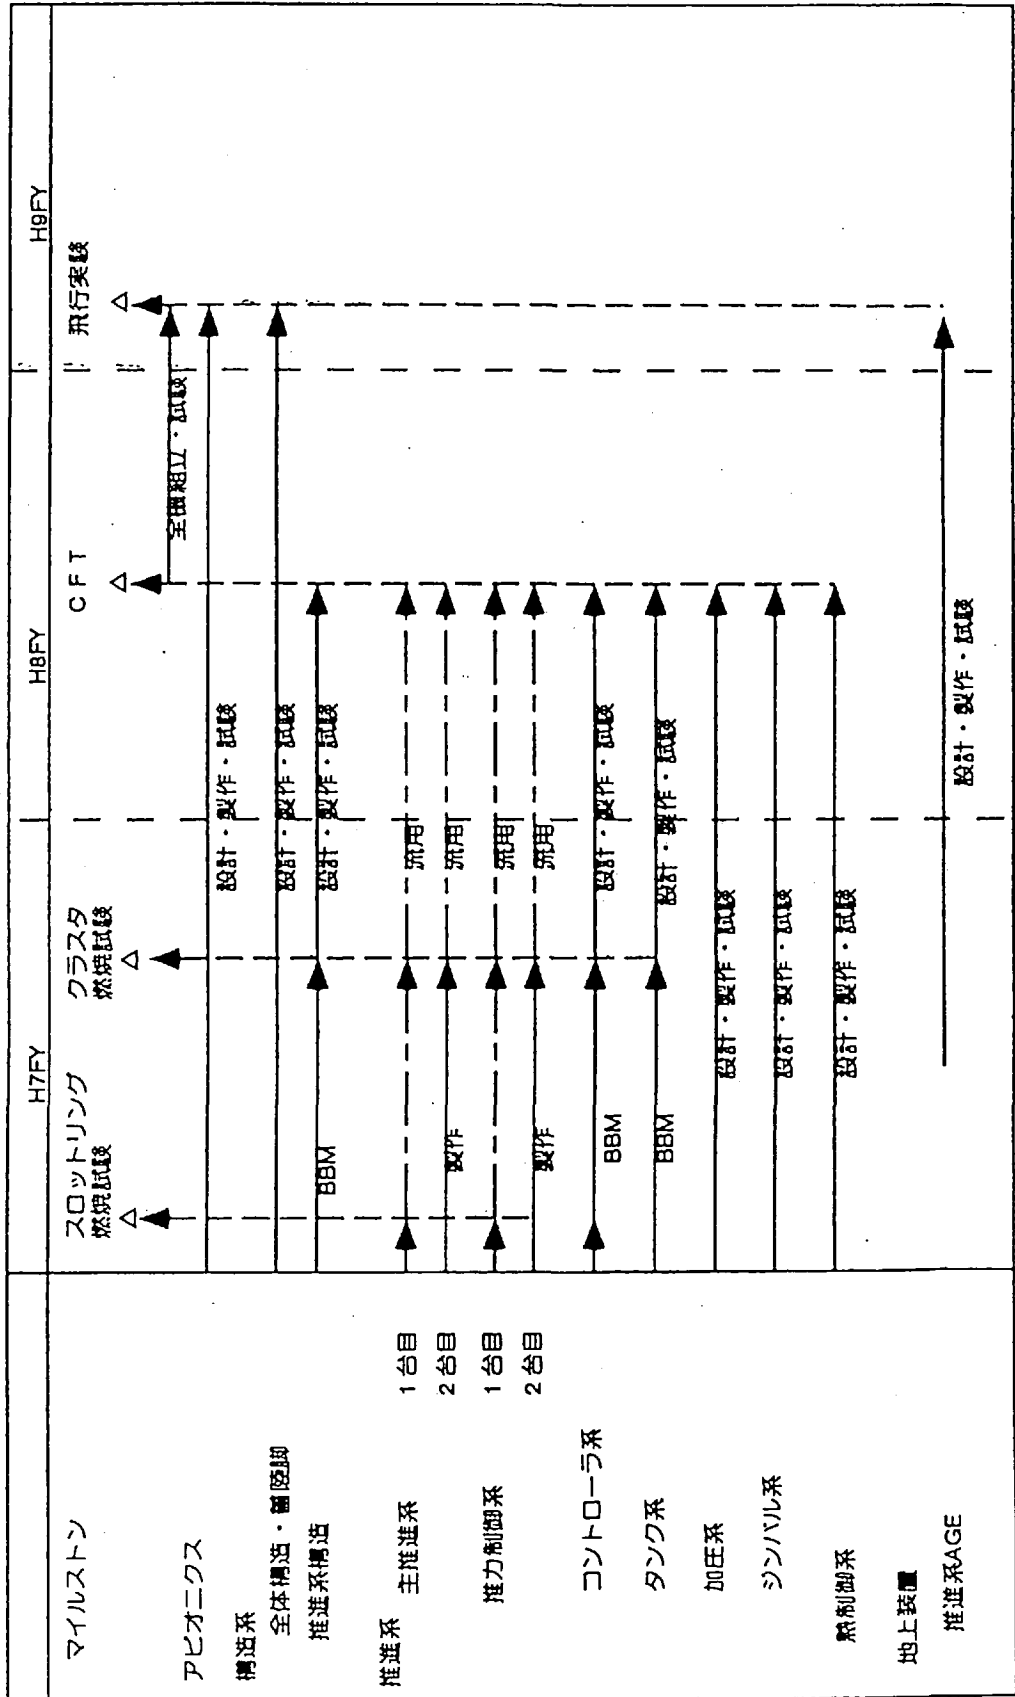 H7FY
H8FY
H9FY
マイルストン
スロットリング
燃焼試験
クラスタ
燃焼試験
CFT
飛行実験
全機組立・試験
アビオニクス
設計・製作・試験
構造系
全体構造・着陸脚
設計・製作・試験
推進系構造
BBM
設計・製作・試験
推進系
主推進系
1台目
流用
2台目
製作
流用
推力制御系
1台目
流用
2台目
製作
流用
コントローラ系
BBM
設計・製作・試験
タンク系
BBM
設計・製作・試験
加圧系
設計・製作・試験
ジンバル系
設計・製作・試験
熱制御系
設計・製作・試験
地上装置
推進系AGE
設計・製作・試験